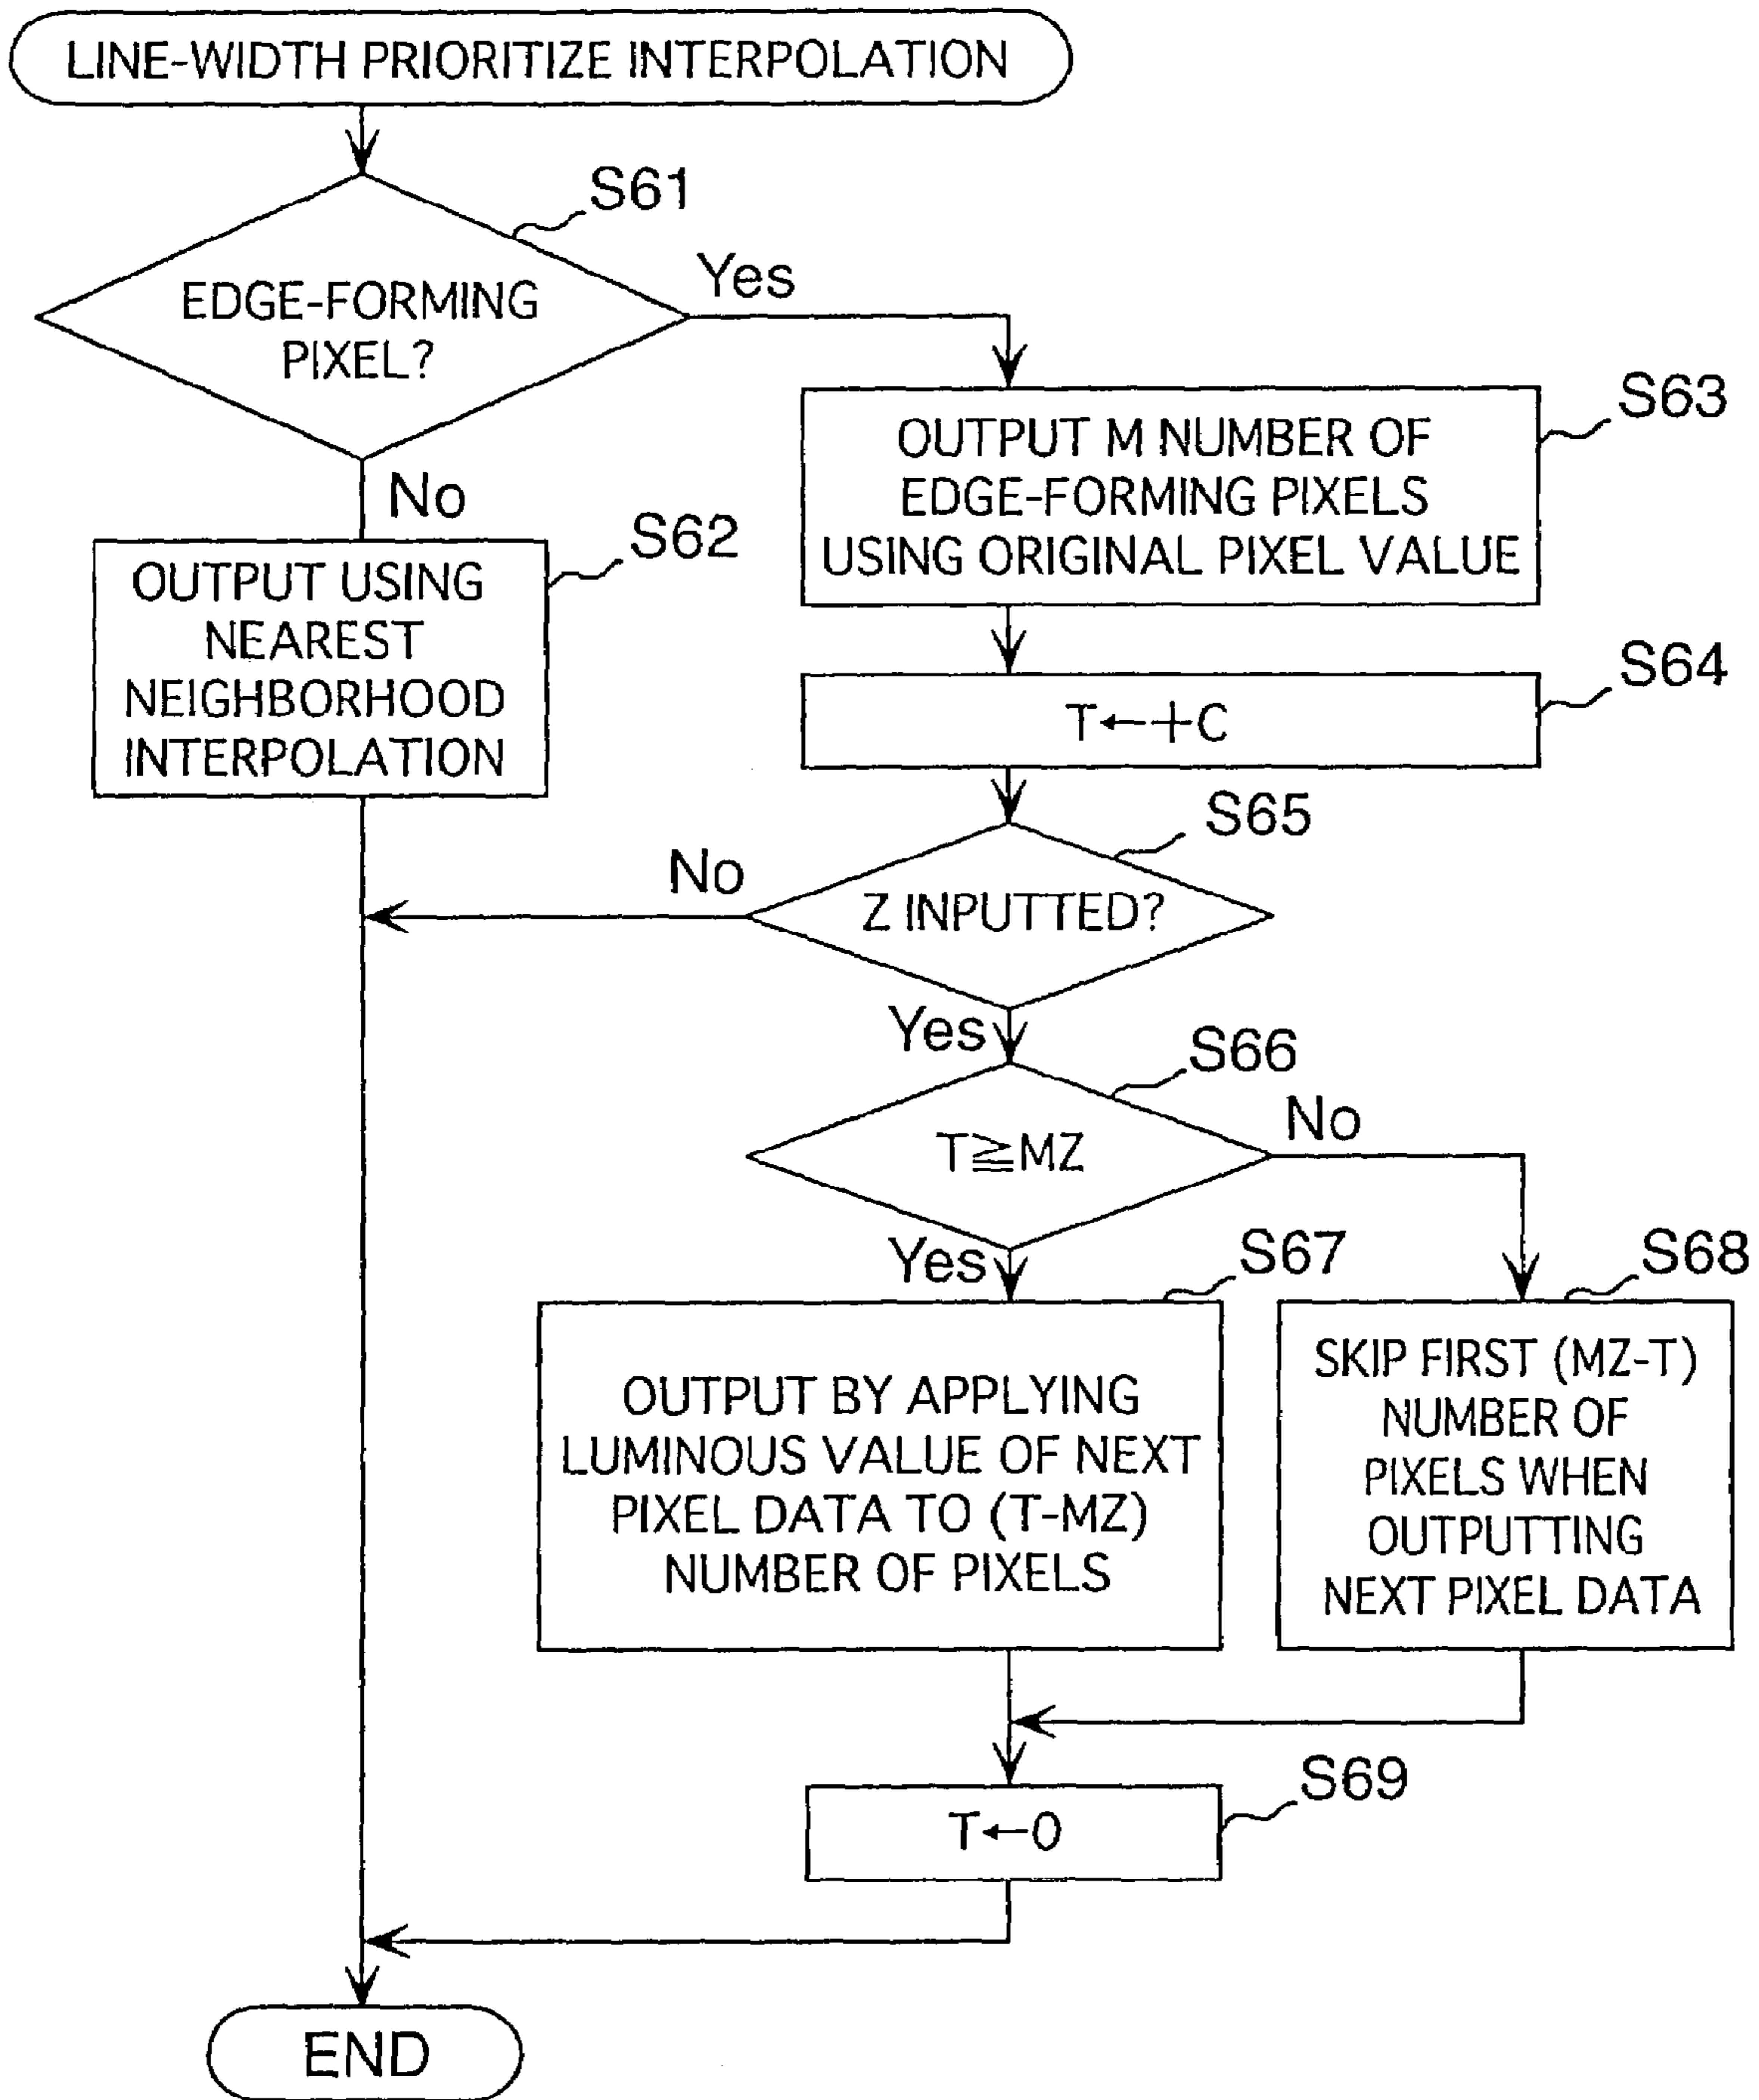 LINE-WIDTH PRIORITIZE INTERPOLATION
S61
EDGE-FORMING
PIXEL?
Yes
No
S62
OUTPUT USING
NEAREST
NEIGHBORHOOD
INTERPOLATION
S63
OUTPUT M NUMBER OF
EDGE-FORMING PIXELS
USING ORIGINAL PIXEL VALUE
S64
T←+C
S65
Z INPUTTED?
No
Yes
S66
T≧MZ
No
Yes
S67
OUTPUT BY APPLYING
LUMINOUS VALUE OF NEXT
PIXEL DATA TO (T-MZ)
NUMBER OF PIXELS
S68
SKIP FIRST (MZ-T)
NUMBER OF
PIXELS WHEN
OUTPUTTING
NEXT PIXEL DATA
S69
T←0
END